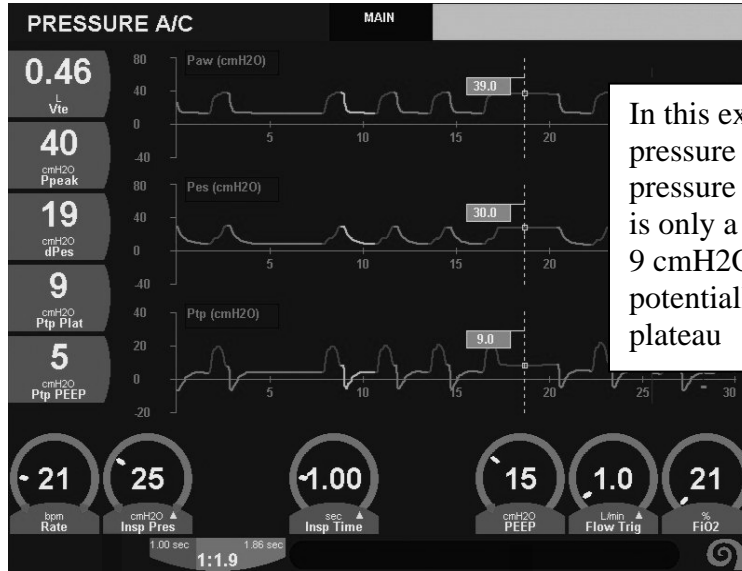 PRESSURE A/C
MAIN
0.46
L
Vte
40
cmH2O
Ppeak
19
cmH2O
dPes
9
cmH2O
Ptp Plat
5
cmH2O
Ptp PEEP
80
Paw (cmH2O)
40
39.0
0
5
10
15
20
-40
80
Pes (cmH2O)
40
30.0
0
5
10
15
20
-40
40
Ptp (cmH2O)
20
9.0
0
5
10
15
20
25
30
-20
In this ex
pressure
pressure
is only a
9 cmH2O
potential
plateau
21
bpm
Rate
25
cmH2O
Insp Pres
1.00
sec
Insp Time
15
cmH2O
PEEP
1.0
L/min
Flow Trig
21
%
FiO2
1.00 sec
1:1.9
1.86 sec